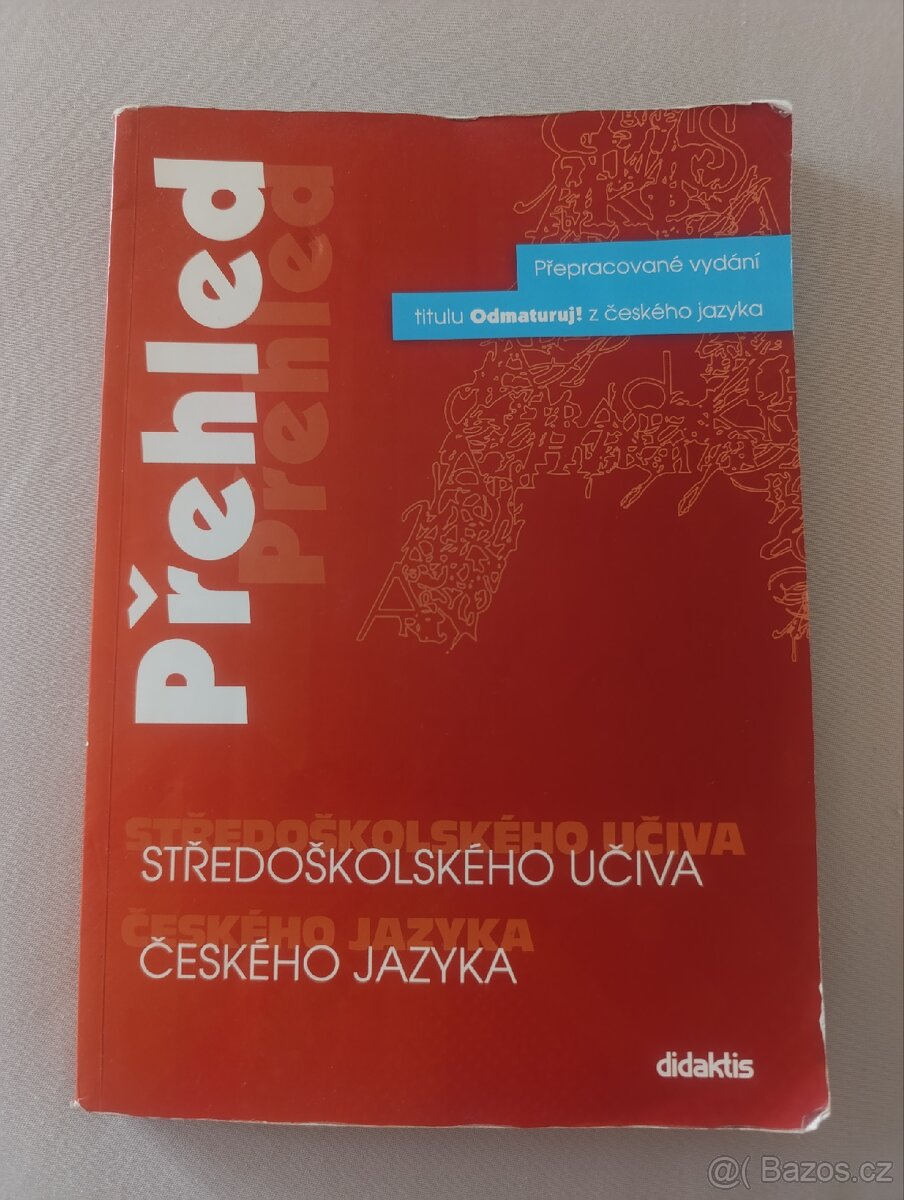 Přehled
Přehled
Přepracované vydání
titulu Odmaturuj! z českého jazyka
STŘEDOŠKOLSKÉHO UČIVA
STŘEDOŠKOLSKÉHO UČIVA
ČESKÉHO JAZYKA
ČESKÉHO JAZYKA
didaktis
@( Bazos.cz